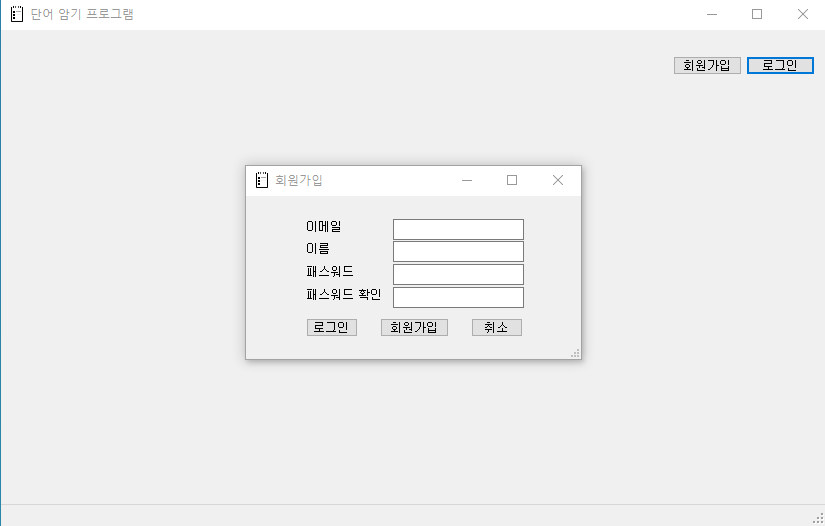 단어 암기 프로그램
회원가입 로그인
회원가입
이메일
이름
패스워드
패스워드 확인
로그인 회원가입 취소